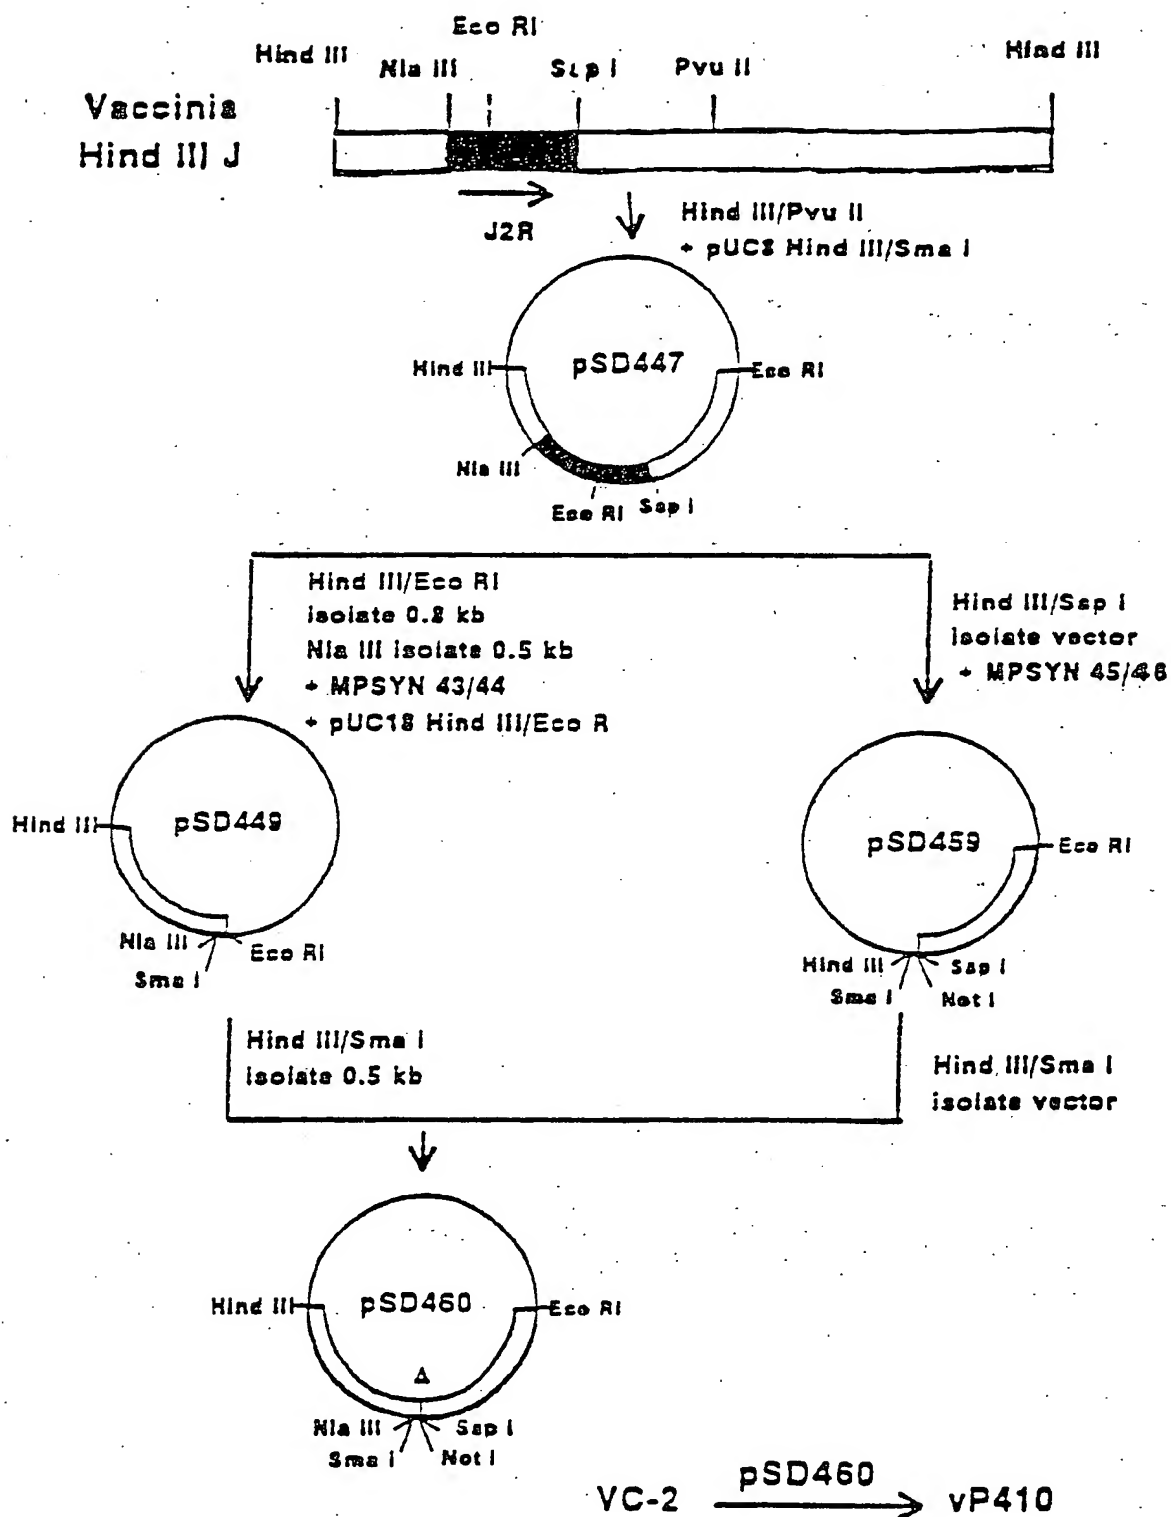 Eco RI
Hind III
Nla III
Ssp I
Pvu II
Hind III
Vaccinia
Hind III J
J2R
Hind III/Pvu II
+ pUC8 Hind III/Sma I
pSD447
Hind III
Eco RI
Nla III
Eco RI
Ssp I
Hind III/Eco RI
isolate 0.8 kb
Nla III isolate 0.5 kb
+ MPSYN 43/44
+ pUC18 Hind III/Eco R
Hind III/Ssp I
isolate vector
+ MPSYN 45/46
pSD449
Hind III
Nla III
Eco RI
Sma I
pSD459
Eco RI
Hind III
Ssp I
Sma I
Not I
Hind III/Sma I
isolate 0.5 kb
Hind III/Sma I
isolate vector
pSD460
Hind III
Eco RI
Δ
Nla III
Ssp I
Sma I
Not I
pSD460
VC-2
vP410